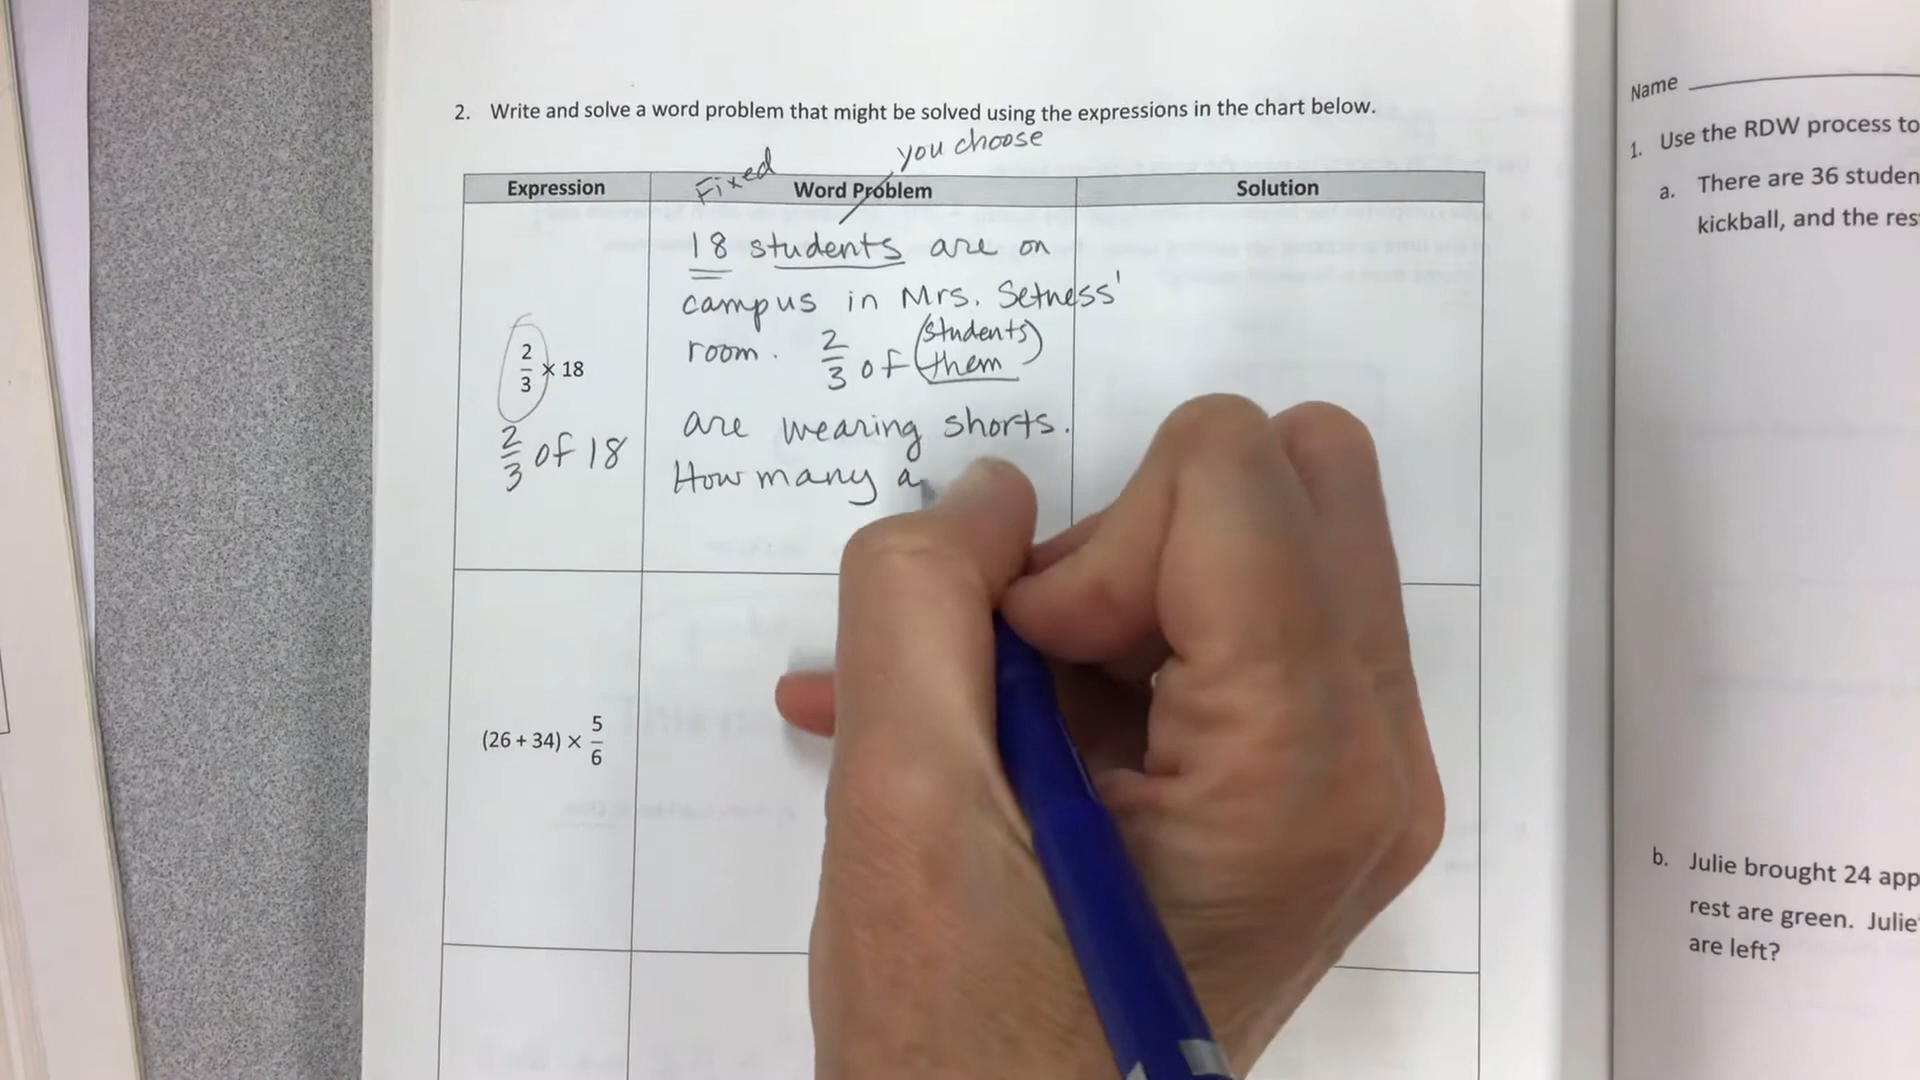 2. Write and solve a word problem that might be solved using the expressions in the chart below.
Fixed
you choose
Expression
Word Problem
Solution
2/3 × 18
2/3 of 18
18 students are on
campus in Mrs. Setness'
room. 2/3 of (students)
them
are wearing shorts.
How many a
(26 + 34) × 5/6
Name
1. Use the RDW process to
a. There are 36 studen
kickball, and the res
b. Julie brought 24 app
rest are green. Julie
are left?